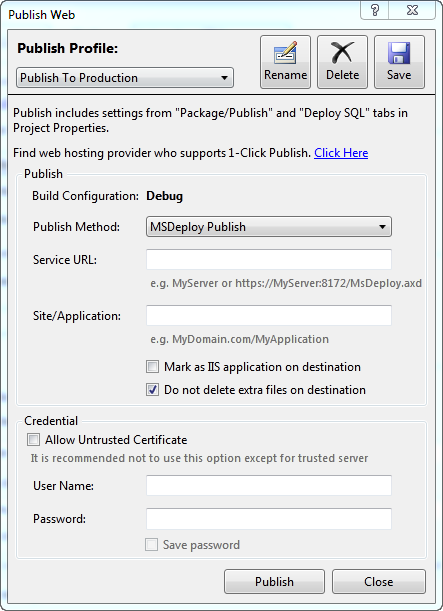 Publish Web
Publish Profile:
Publish To Production
Rename
Delete
Save
Publish includes settings from "Package/Publish" and "Deploy SQL" tabs in
Project Properties.
Find web hosting provider who supports 1-Click Publish. Click Here
Publish
Build Configuration: Debug
Publish Method: MSDeploy Publish
Service URL:
e.g. MyServer or https://MyServer:8172/MsDeploy.axd
Site/Application:
e.g. MyDomain.com/MyApplication
Mark as IIS application on destination
Do not delete extra files on destination
Credential
Allow Untrusted Certificate
It is recommended not to use this option except for trusted server
User Name:
Password:
Save password
Publish
Close